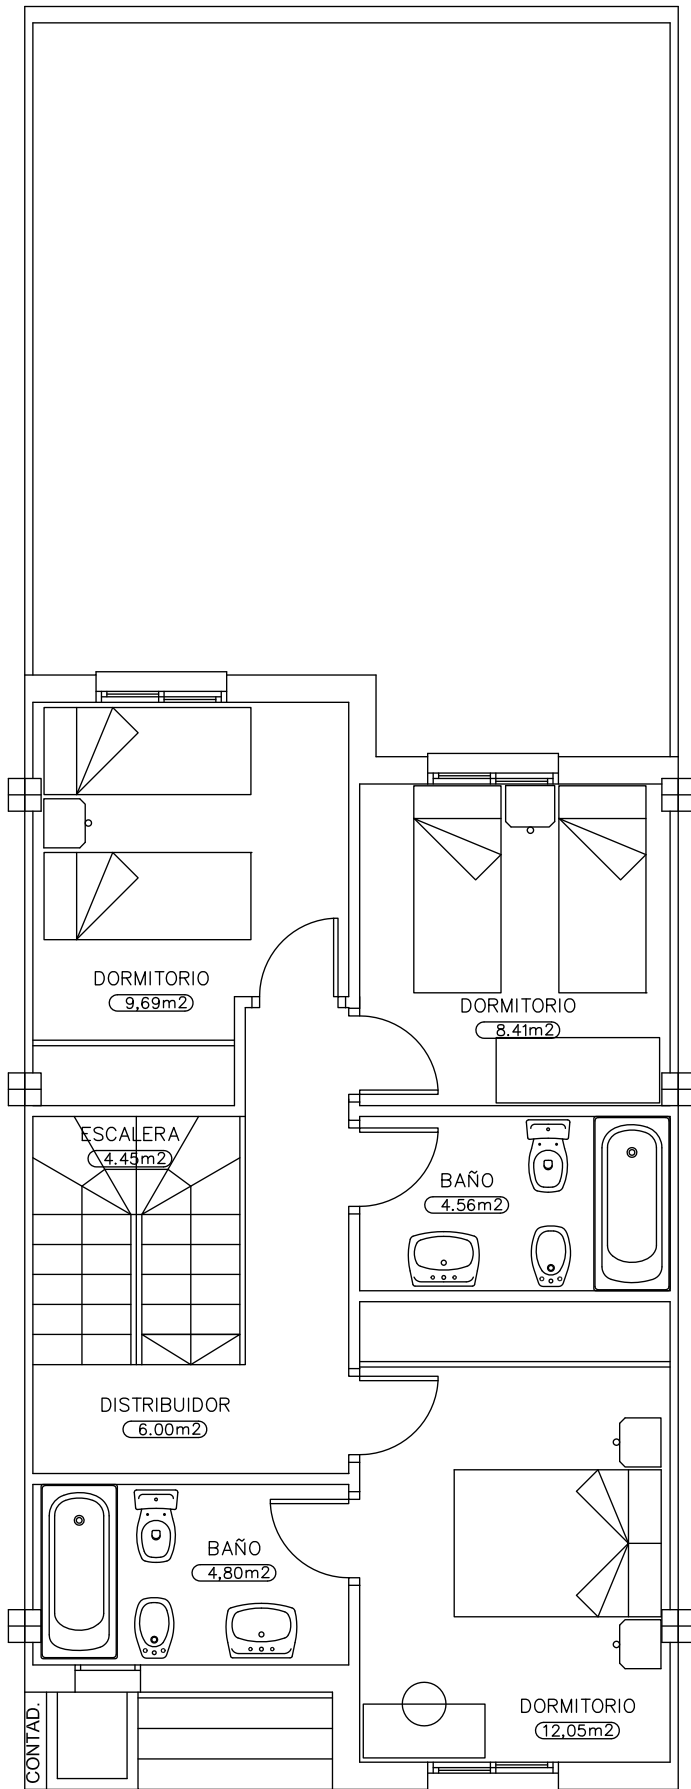 DORMITORIO
9,69m2
DORMITORIO
8.41m2
ESCALERA
4.45m2
BAÑO
4.56m2
DISTRIBUIDOR
6.00m2
BAÑO
4,80m2
DORMITORIO
12,05m2
CONTAD.